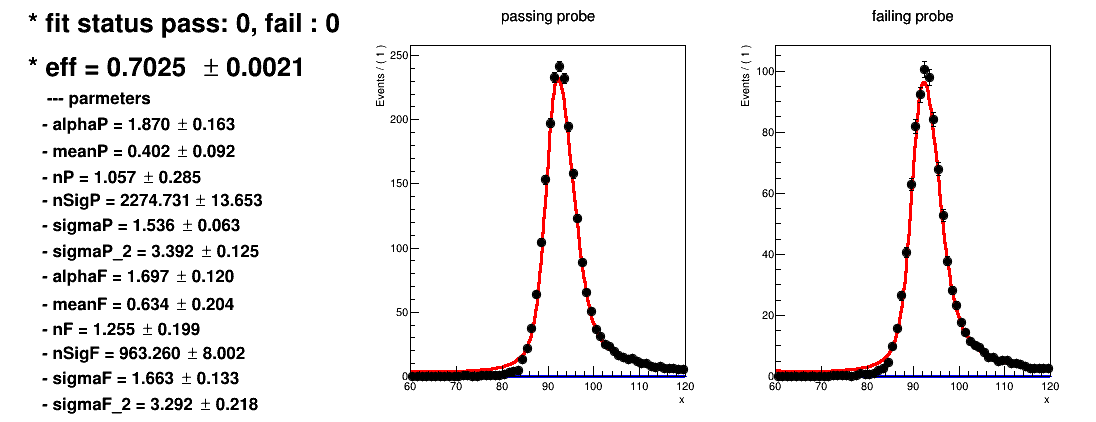 * fit status pass: 0, fail : 0
* eff = 0.7025 ± 0.0021
--- parmeters
- alphaP = 1.870 ± 0.163
- meanP = 0.402 ± 0.092
- nP = 1.057 ± 0.285
- nSigP = 2274.731 ± 13.653
- sigmaP = 1.536 ± 0.063
- sigmaP_2 = 3.392 ± 0.125
- alphaF = 1.697 ± 0.120
- meanF = 0.634 ± 0.204
- nF = 1.255 ± 0.199
- nSigF = 963.260 ± 8.002
- sigmaF = 1.663 ± 0.133
- sigmaF_2 = 3.292 ± 0.218
passing probe
Events / ( 1 )
250
200
150
100
50
0
60 70 80 90 100 110 120
x
failing probe
Events / ( 1 )
100
80
60
40
20
0
60 70 80 90 100 110 120
x